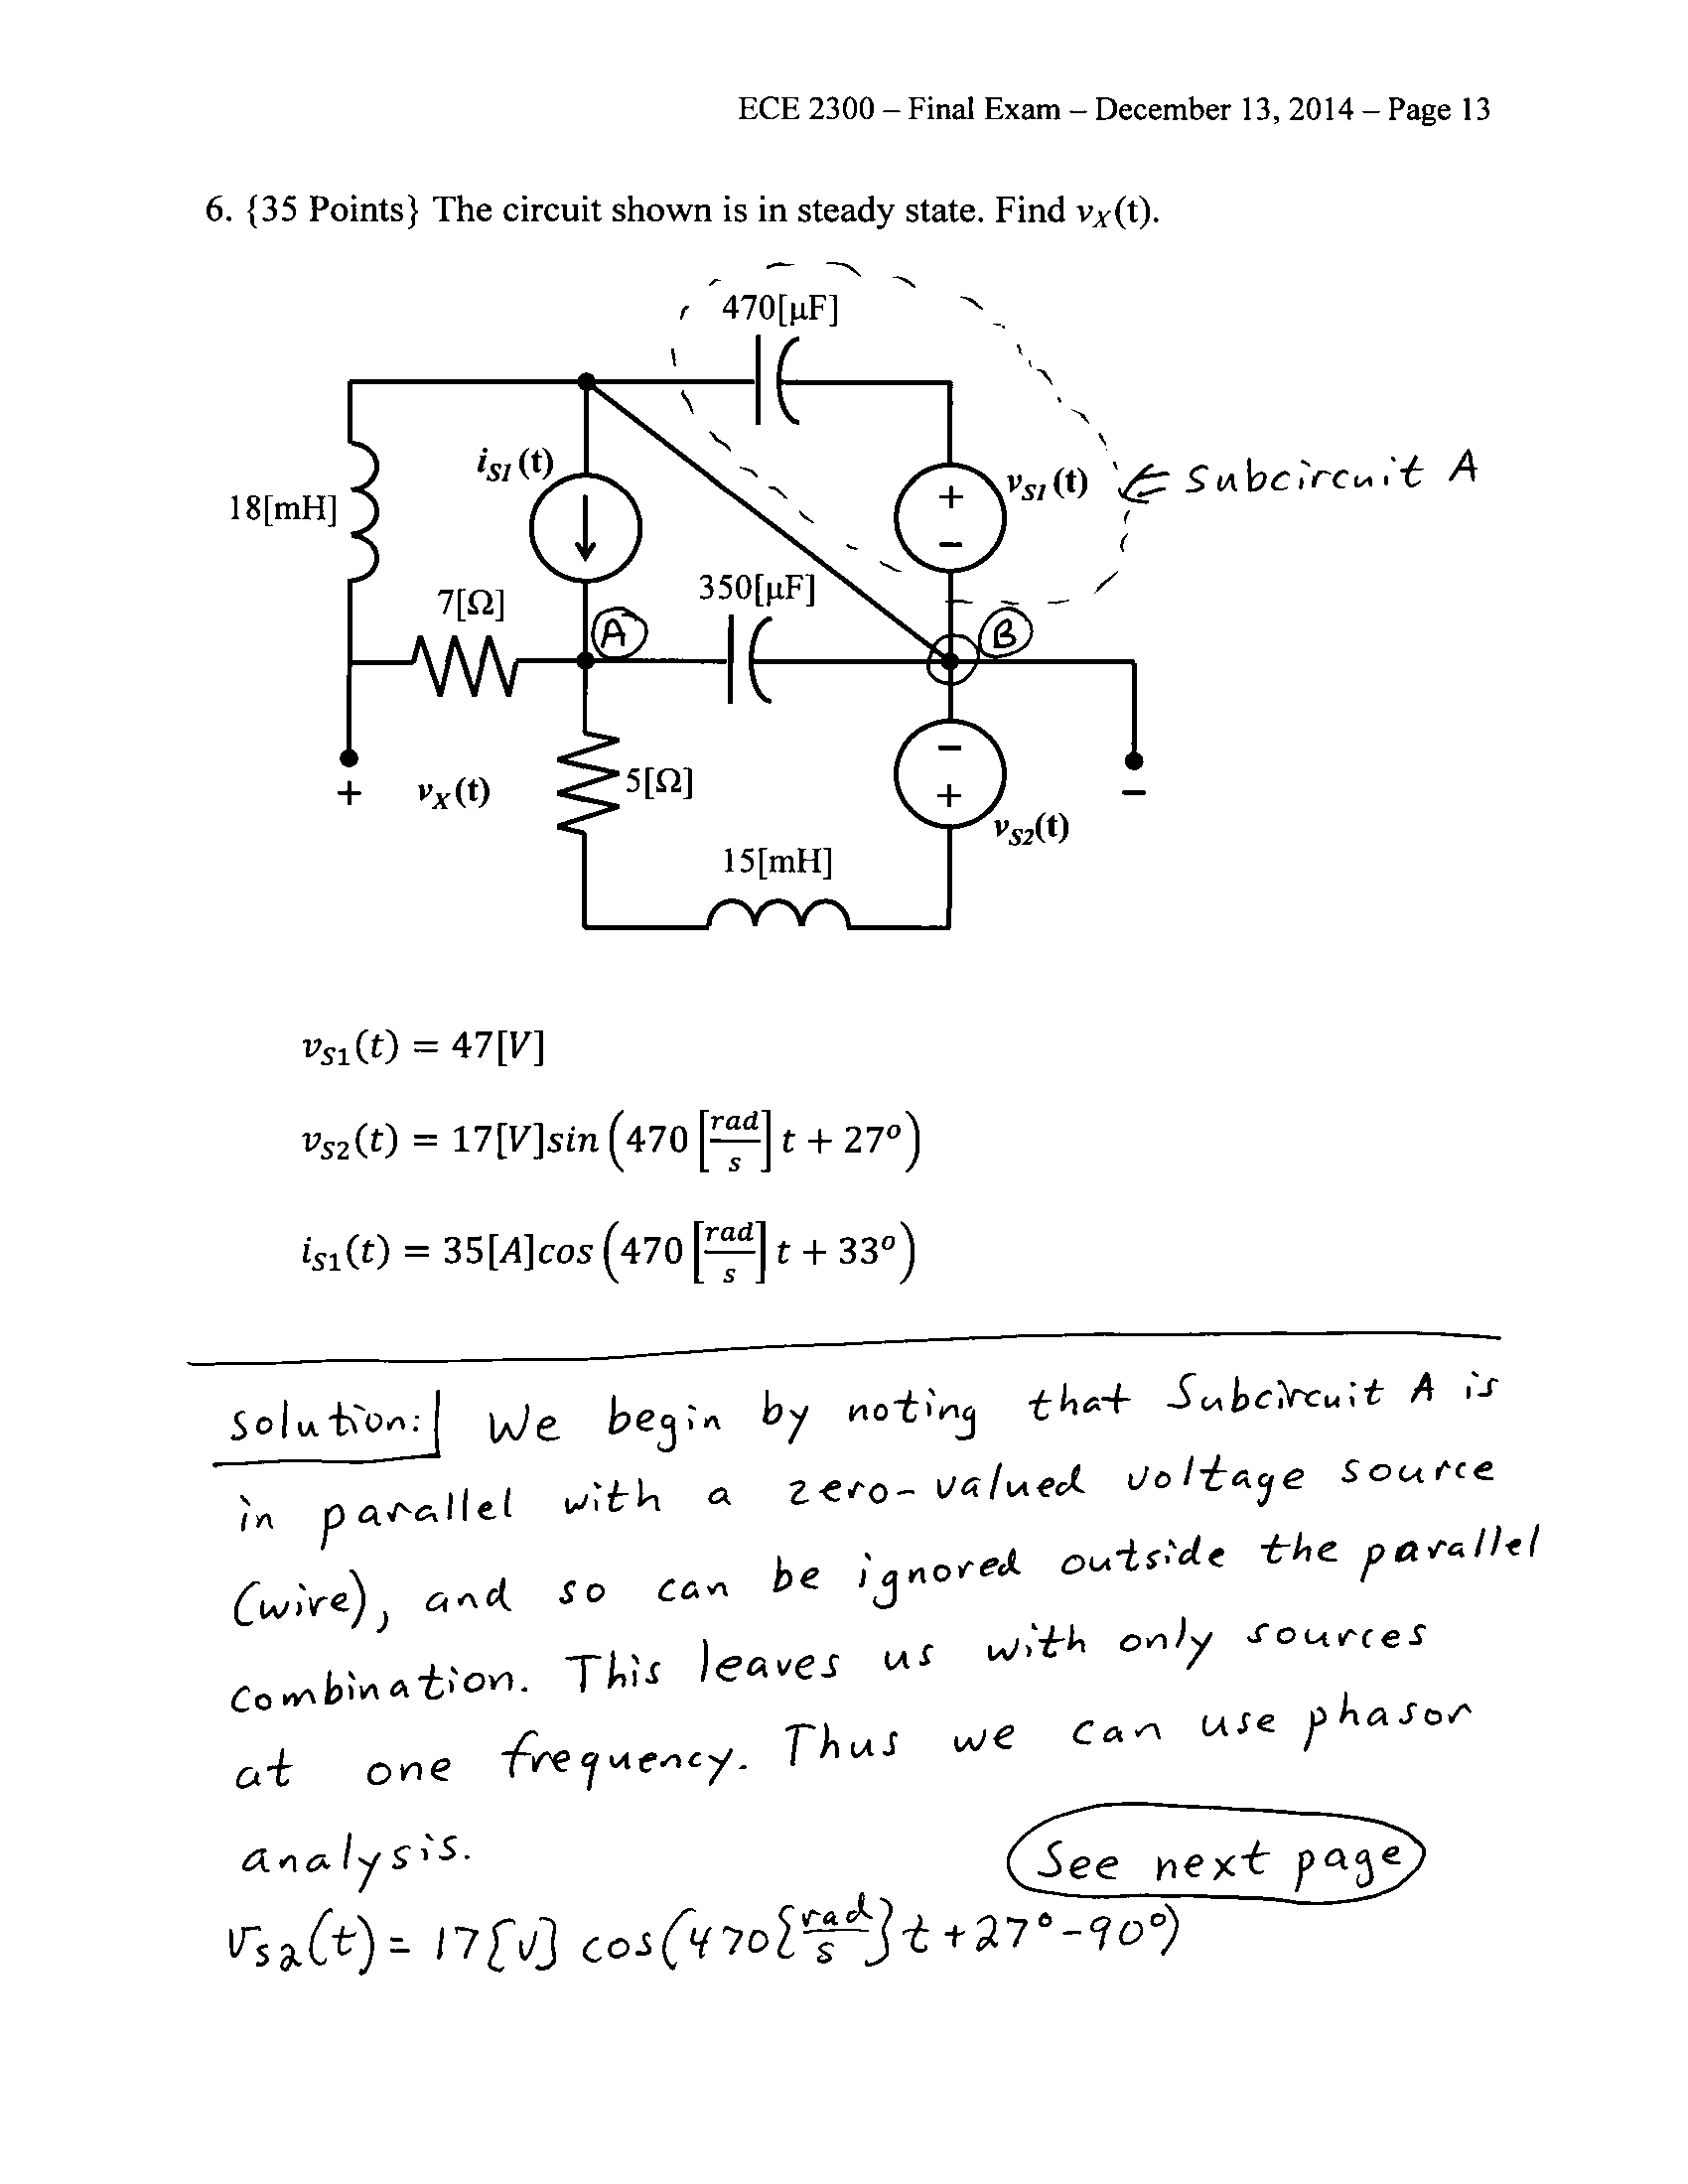 ECE 2300 – Final Exam – December 13, 2014 – Page 13
6. {35 Points} The circuit shown is in steady state. Find vX(t).
470[μF]
iS1(t)
vS1(t)
⇐ Subcircuit A
18[mH]
+
−
350[μF]
7[Ω]
A
B
−
+
+
vX(t)
5[Ω]
−
vS2(t)
15[mH]
vS1(t) = 47[V]
vS2(t) = 17[V]sin(470[rad/s]t + 27°)
iS1(t) = 35[A]cos(470[rad/s]t + 33°)
Solution: We begin by noting that Subcircuit A is
in parallel with a zero-valued voltage source
(wire), and so can be ignored outside the parallel
combination. This leaves us with only sources
at one frequency. Thus we can use phasor
analysis.
See next page
vS2(t) = 17[V] cos(470[rad/s]t + 27° - 90°)